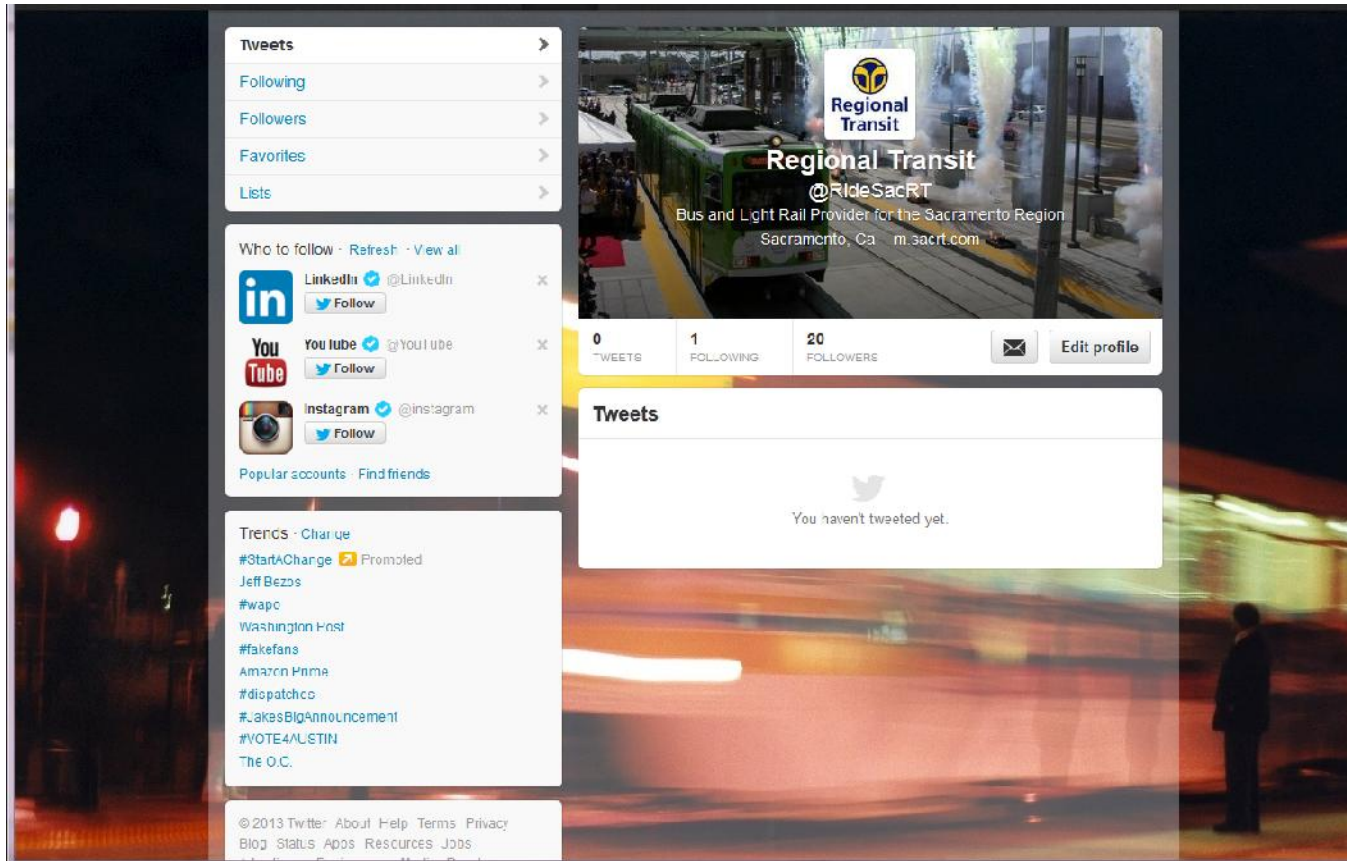 Tweets
Following
Followers
Favorites
Lists
Who to follow · Refresh · View all
LinkedIn @LinkedIn
Follow
YouTube @YouTube
Follow
Instagram @instagram
Follow
Popular accounts · Find friends
Trends · Change
#StartAChange Promoted
Jeff Bezos
#wapo
Washington Post
#fakefans
Amazon Prime
#dispatches
#JakesBigAnnouncement
#VOTE4AUSTIN
The O.C.
© 2013 Twitter About Help Terms Privacy
Blog Status Apps Resources Jobs
Regional
Transit
Regional Transit
@RideSacRT
Bus and Light Rail Provider for the Sacramento Region
Sacramento, Ca m.sacrt.com
0 1 20
TWEETS FOLLOWING FOLLOWERS
Edit profile
Tweets
You haven't tweeted yet.